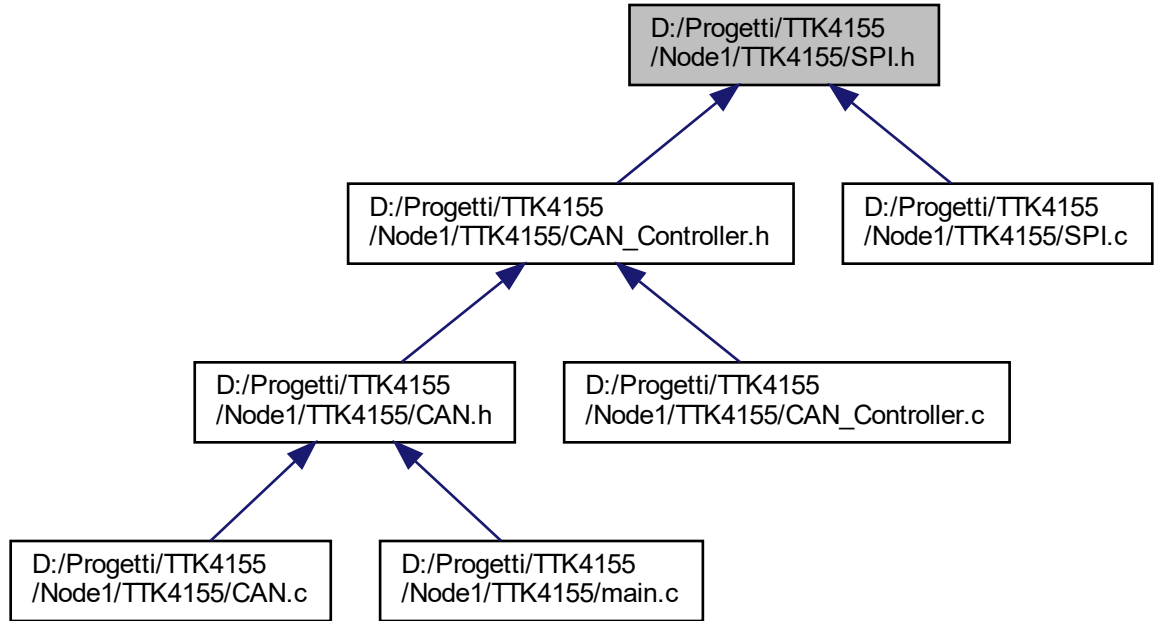 D:/Progetti/TTK4155
/Node1/TTK4155/SPI.h
D:/Progetti/TTK4155
/Node1/TTK4155/CAN_Controller.h
D:/Progetti/TTK4155
/Node1/TTK4155/SPI.c
D:/Progetti/TTK4155
/Node1/TTK4155/CAN.h
D:/Progetti/TTK4155
/Node1/TTK4155/CAN_Controller.c
D:/Progetti/TTK4155
/Node1/TTK4155/CAN.c
D:/Progetti/TTK4155
/Node1/TTK4155/main.c